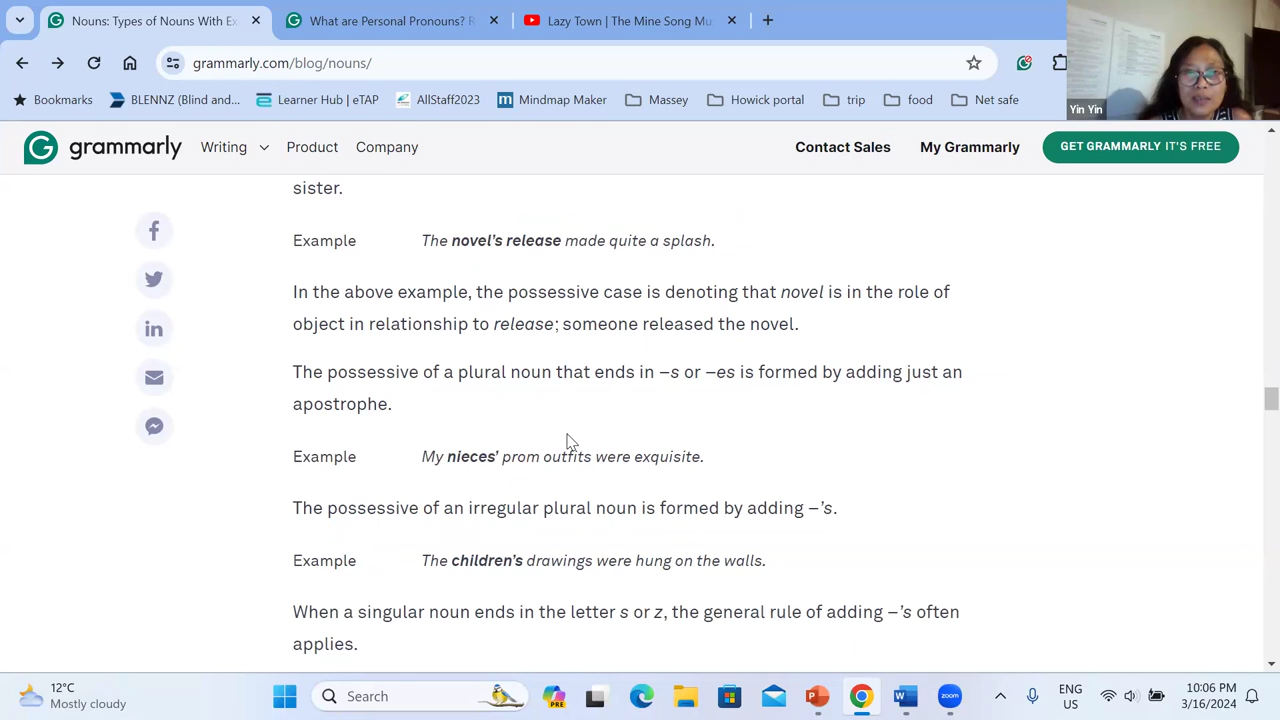 Nouns: Types of Nouns With Ex
What are Personal Pronouns? R
Lazy Town | The Mine Song Mu
grammarly.com/blog/nouns/
Bookmarks
BLENNZ (Blind and...
Learner Hub | eTAP
AllStaff2023
Mindmap Maker
Massey
Howick portal
trip
food
Net safe
Yin Yin
grammarly
Writing
Product
Company
Contact Sales
My Grammarly
GET GRAMMARLY IT'S FREE
sister.
Example The novel's release made quite a splash.
In the above example, the possessive case is denoting that novel is in the role of
object in relationship to release; someone released the novel.
The possessive of a plural noun that ends in –s or –es is formed by adding just an
apostrophe.
Example My nieces' prom outfits were exquisite.
The possessive of an irregular plural noun is formed by adding –'s.
Example The children's drawings were hung on the walls.
When a singular noun ends in the letter s or z, the general rule of adding –'s often
applies.
12°C
Mostly cloudy
Search
PRE
zoom
ENG
US
10:06 PM
3/16/2024